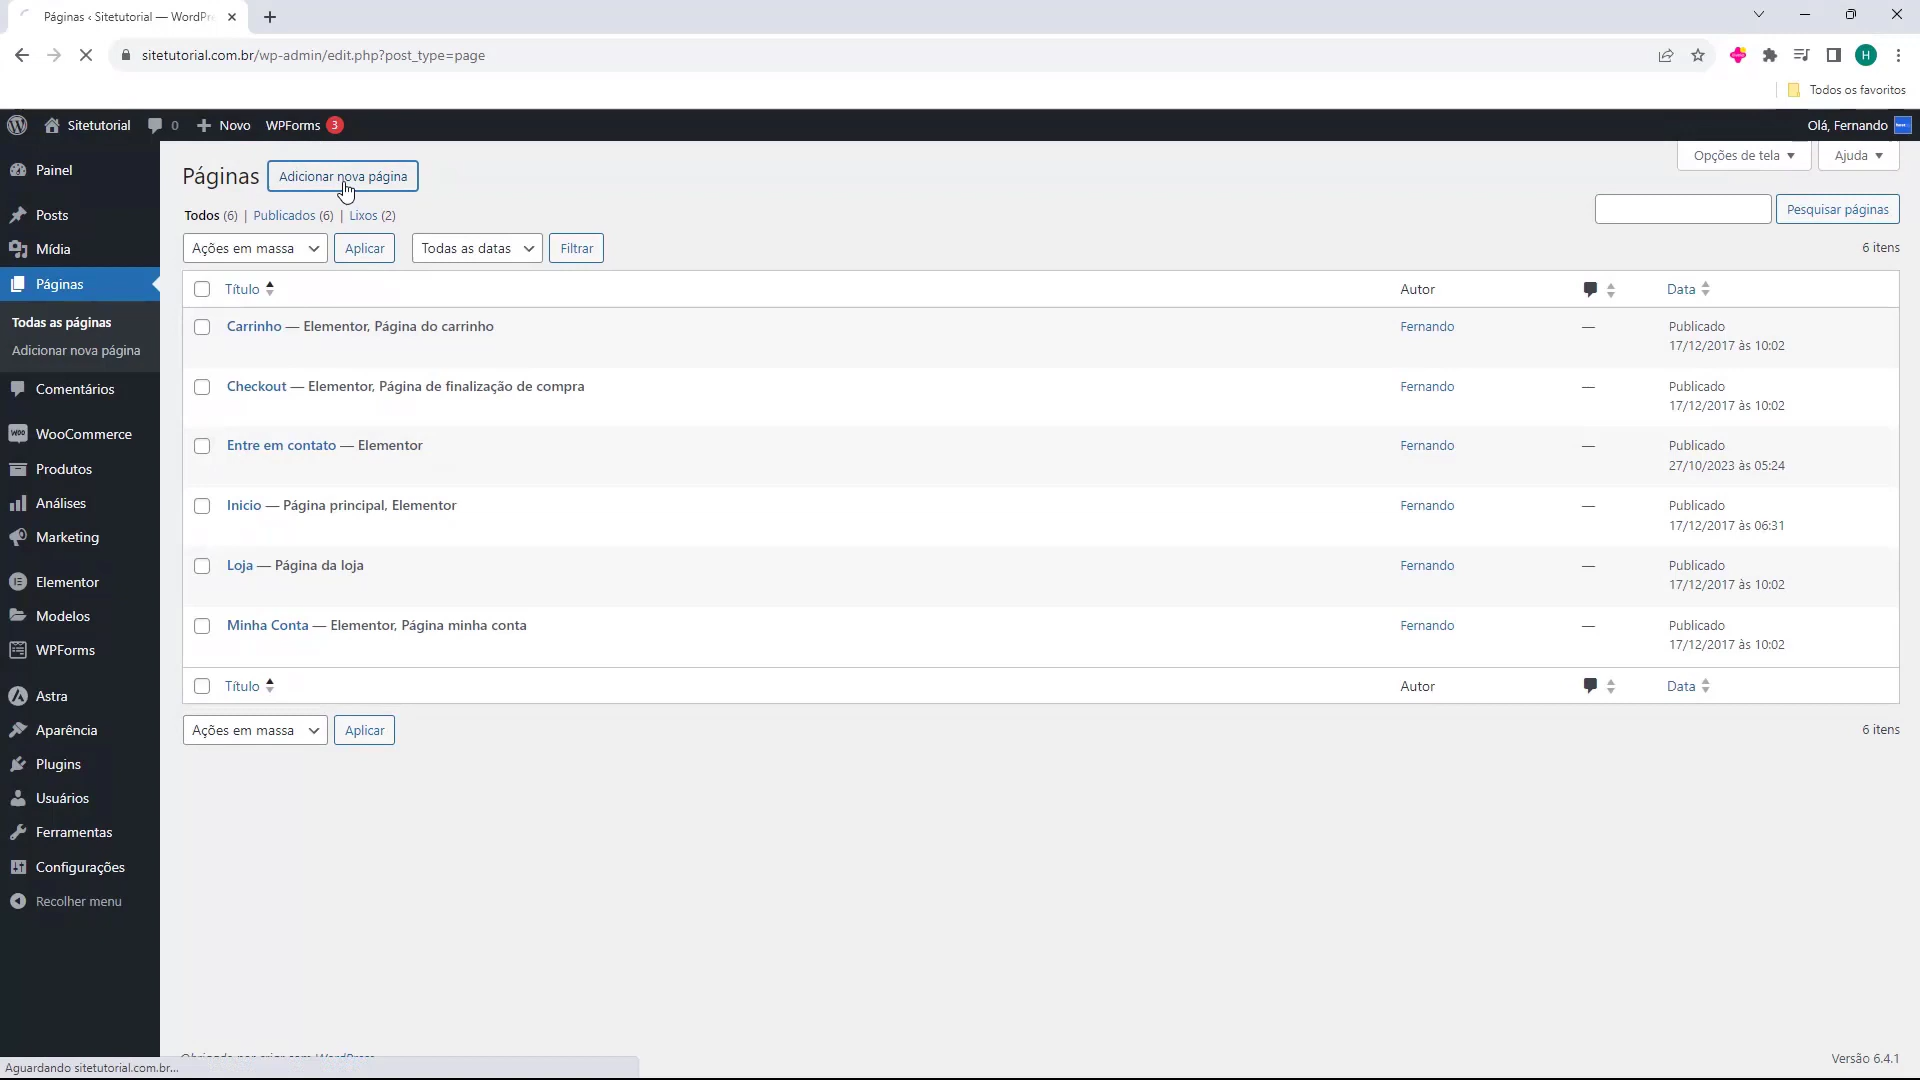 Páginas ‹ Sitetutorial — WordPr
sitetutorial.com.br/wp-admin/edit.php?post_type=page
H
Todos os favoritos
Sitetutorial 0 Novo WPForms 3
Olá, Fernando
Painel
Posts
Mídia
Páginas
Todas as páginas
Adicionar nova página
Comentários
WooCommerce
Produtos
Análises
Marketing
Elementor
Modelos
WPForms
Astra
Aparência
Plugins
Usuários
Ferramentas
Configurações
Recolher menu
Opções de tela Ajuda
Páginas Adicionar nova página
Todos (6) | Publicados (6) | Lixos (2)
Pesquisar páginas
Ações em massa Aplicar Todas as datas Filtrar
6 itens
Título Autor Data
Carrinho — Elementor, Página do carrinho Fernando — Publicado
17/12/2017 às 10:02
Checkout — Elementor, Página de finalização de compra Fernando — Publicado
17/12/2017 às 10:02
Entre em contato — Elementor Fernando — Publicado
27/10/2023 às 05:24
Inicio — Página principal, Elementor Fernando — Publicado
17/12/2017 às 06:31
Loja — Página da loja Fernando — Publicado
17/12/2017 às 10:02
Minha Conta — Elementor, Página minha conta Fernando — Publicado
17/12/2017 às 10:02
Título Autor Data
Ações em massa Aplicar
6 itens
Obrigado por criar com WordPress
Versão 6.4.1
Aguardando sitetutorial.com.br...